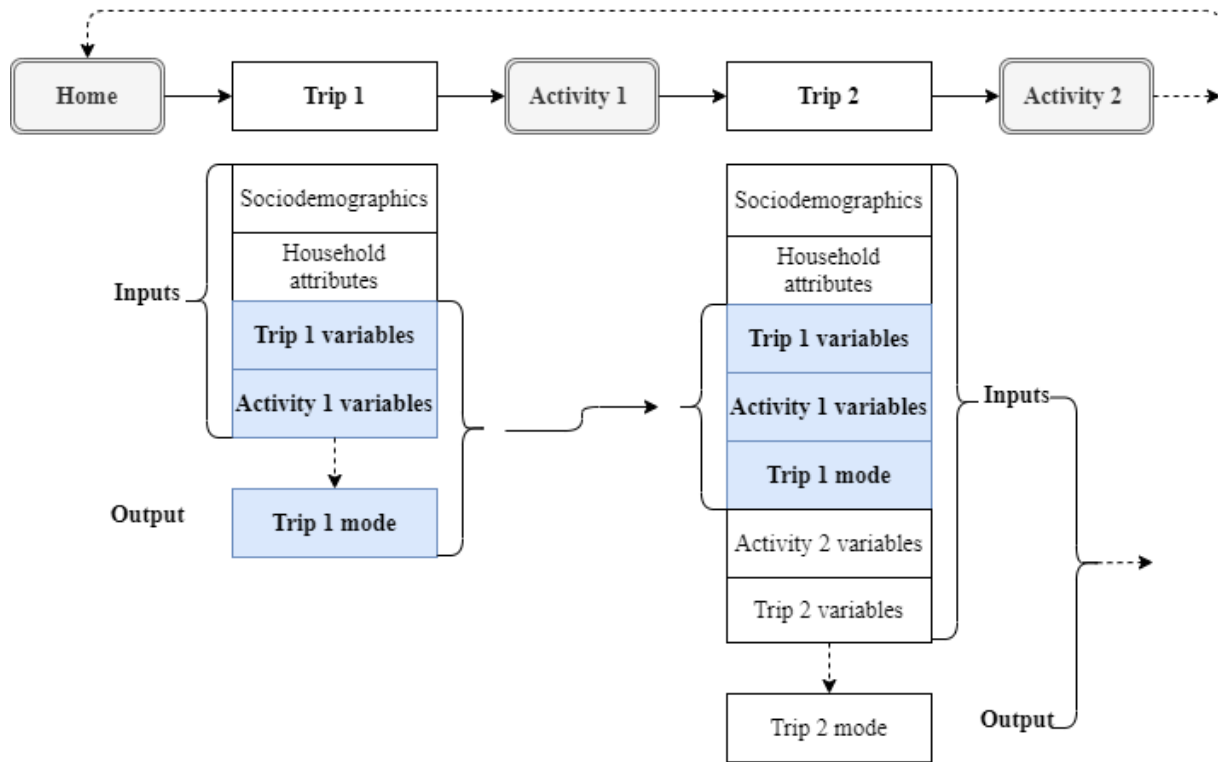 Home
Trip 1
Activity 1
Trip 2
Activity 2
Inputs
Sociodemographics
Household
attributes
Trip 1 variables
Activity 1 variables
Output
Trip 1 mode
Sociodemographics
Household
attributes
Trip 1 variables
Activity 1 variables
Trip 1 mode
Activity 2 variables
Trip 2 variables
Inputs
Trip 2 mode
Output